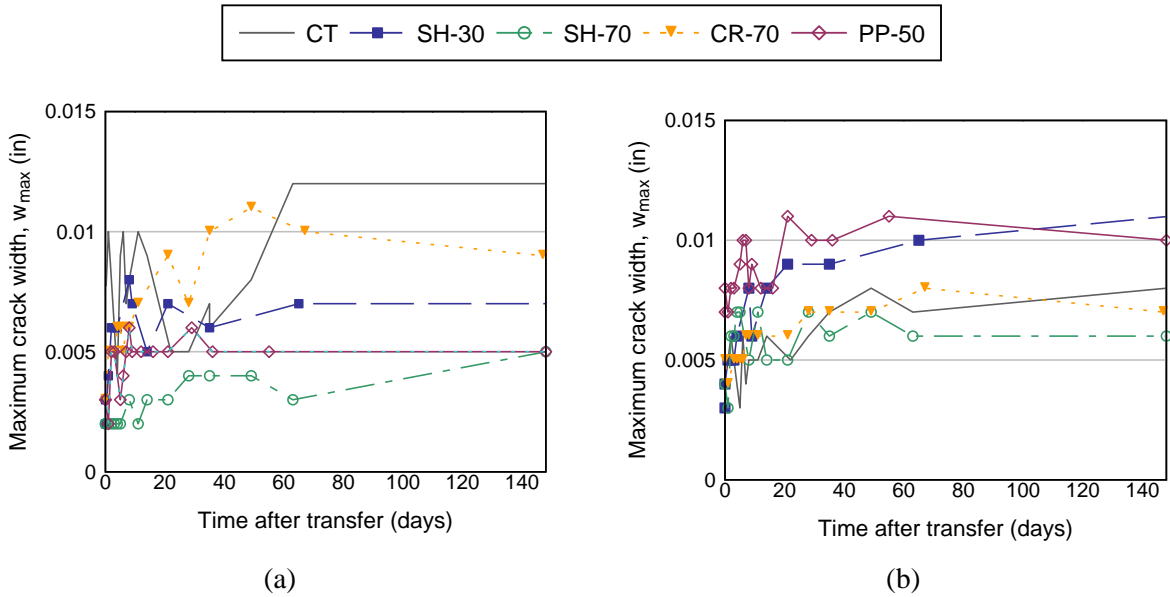 CT SH-30 SH-70 CR-70 PP-50
0.015
0.01
0.005
0
Maximum crack width, wmax (in)
0 20 40 60 80 100 120 140
Time after transfer (days)
(a)
0.015
0.01
0.005
0
Maximum crack width, wmax (in)
0 20 40 60 80 100 120 140
Time after transfer (days)
(b)